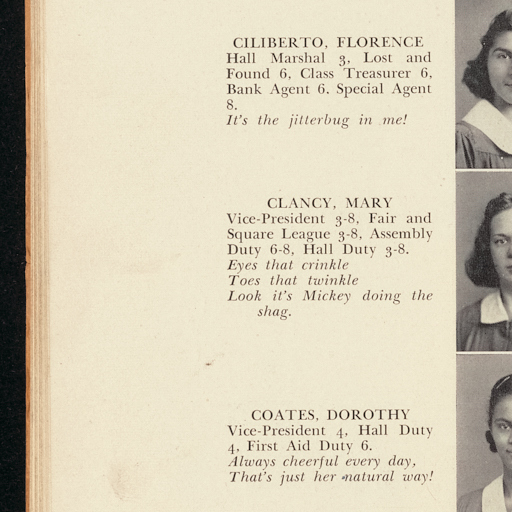 CILIBERTO, FLORENCE
Hall Marshal 3, Lost and
Found 6, Class Treasurer 6,
Bank Agent 6. Special Agent
8.
It's the jitterbug in me!
CLANCY, MARY
Vice-President 3-8, Fair and
Square League 3-8, Assembly
Duty 6-8, Hall Duty 3-8.
Eyes that crinkle
Toes that twinkle
Look it's Mickey doing the
shag.
COATES, DOROTHY
Vice-President 4, Hall Duty
4, First Aid Duty 6.
Always cheerful every day,
That's just her natural way!